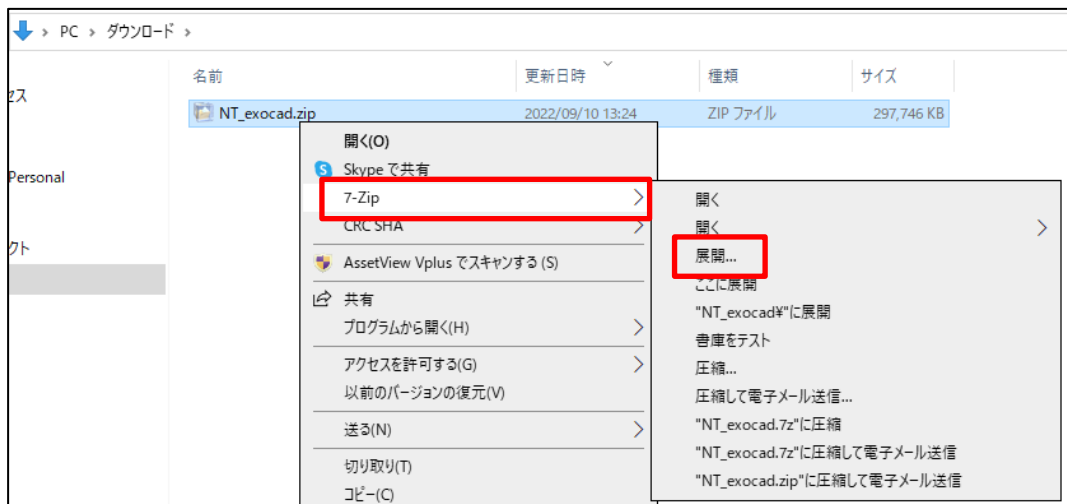 PC › ダウンロード ›
名前 更新日時 種類 サイズ
セス
NT_exocad.zip 2022/09/10 13:24 ZIP ファイル 297,746 KB
Personal
クト
開く(O)
Skype で共有
7-Zip
CRC SHA
AssetView Vplus でスキャンする (S)
共有
プログラムから開く(H)
アクセスを許可する(G)
以前のバージョンの復元(V)
送る(N)
切り取り(T)
コピー(C)
開く
開く
展開...
ここに展開
"NT_exocad¥"に展開
書庫をテスト
圧縮...
圧縮して電子メール送信...
"NT_exocad.7z"に圧縮
"NT_exocad.7z"に圧縮して電子メール送信
"NT_exocad.zip"に圧縮して電子メール送信